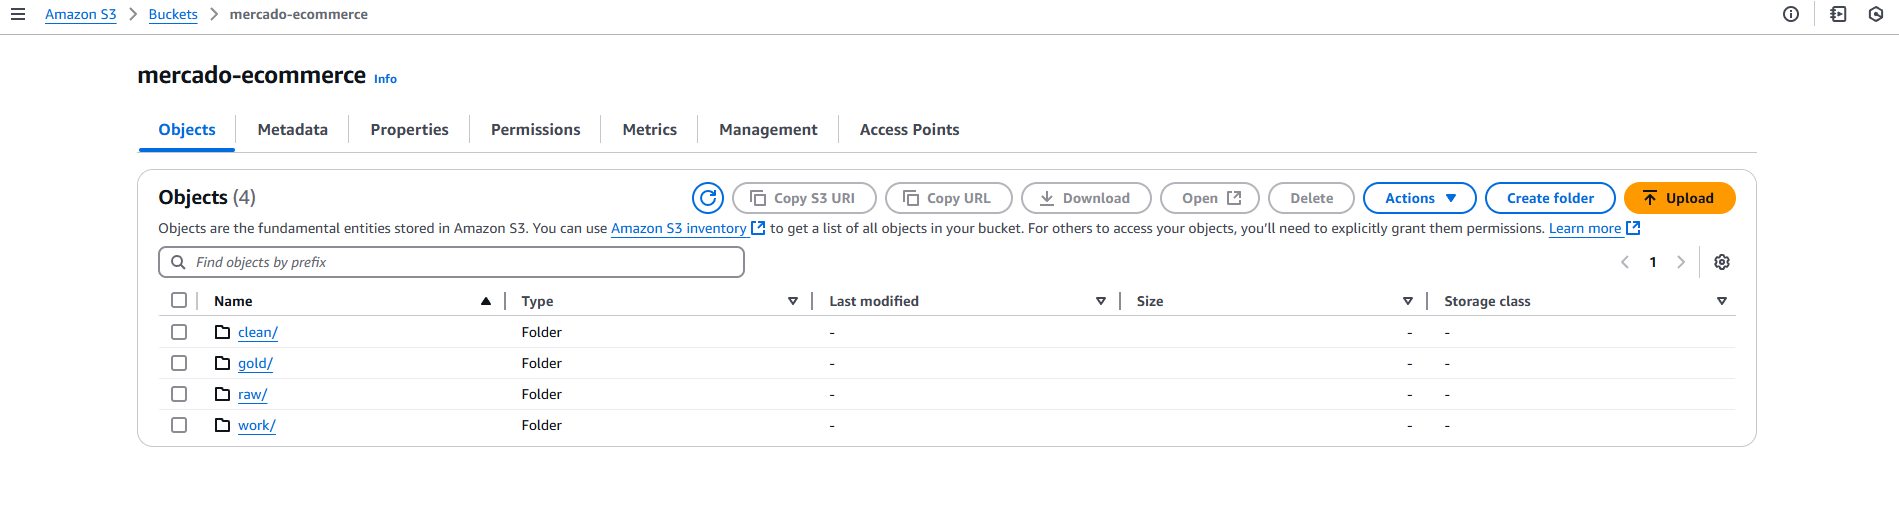 Amazon S3 > Buckets > mercado-ecommerce
mercado-ecommerce Info
Objects Metadata Properties Permissions Metrics Management Access Points
Objects (4) Copy S3 URI Copy URL Download Open Delete Actions Create folder Upload
Objects are the fundamental entities stored in Amazon S3. You can use Amazon S3 inventory to get a list of all objects in your bucket. For others to access your objects, you'll need to explicitly grant them permissions. Learn more
Find objects by prefix < 1 >
Name Type Last modified Size Storage class
clean/ Folder - - -
gold/ Folder - - -
raw/ Folder - - -
work/ Folder - - -